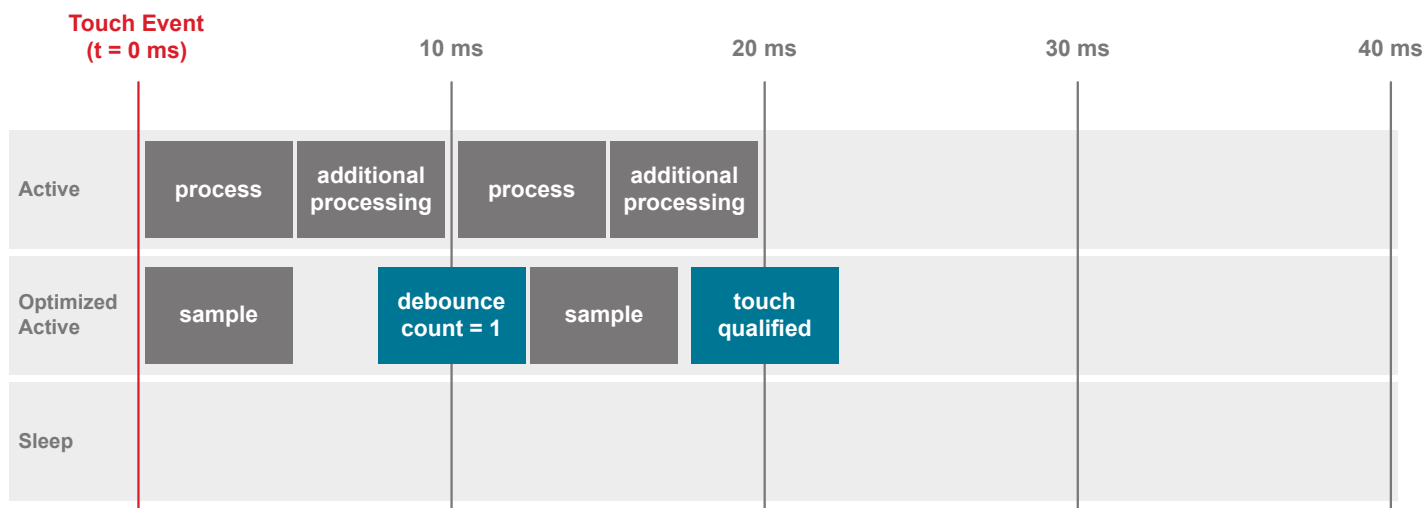 Touch Event
(t = 0 ms)
10 ms
20 ms
30 ms
40 ms
Active
process
additional
processing
process
additional
processing
Optimized
Active
sample
debounce
count = 1
sample
touch
qualified
Sleep